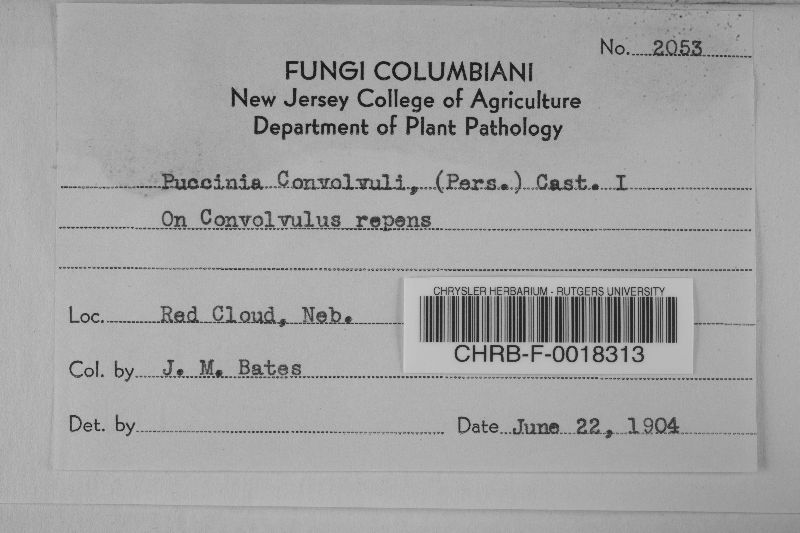 No. 2053
FUNGI COLUMBIANI
New Jersey College of Agriculture
Department of Plant Pathology
Puccinia Convolvuli, (Pers.) Cast. I
On Convolvulus repens
CHRYSLER HERBARIUM - RUTGERS UNIVERSITY
CHRB-F-0018313
Loc. Red Cloud, Neb.
Col. by J. M. Bates
Det. by Date June 22, 1904